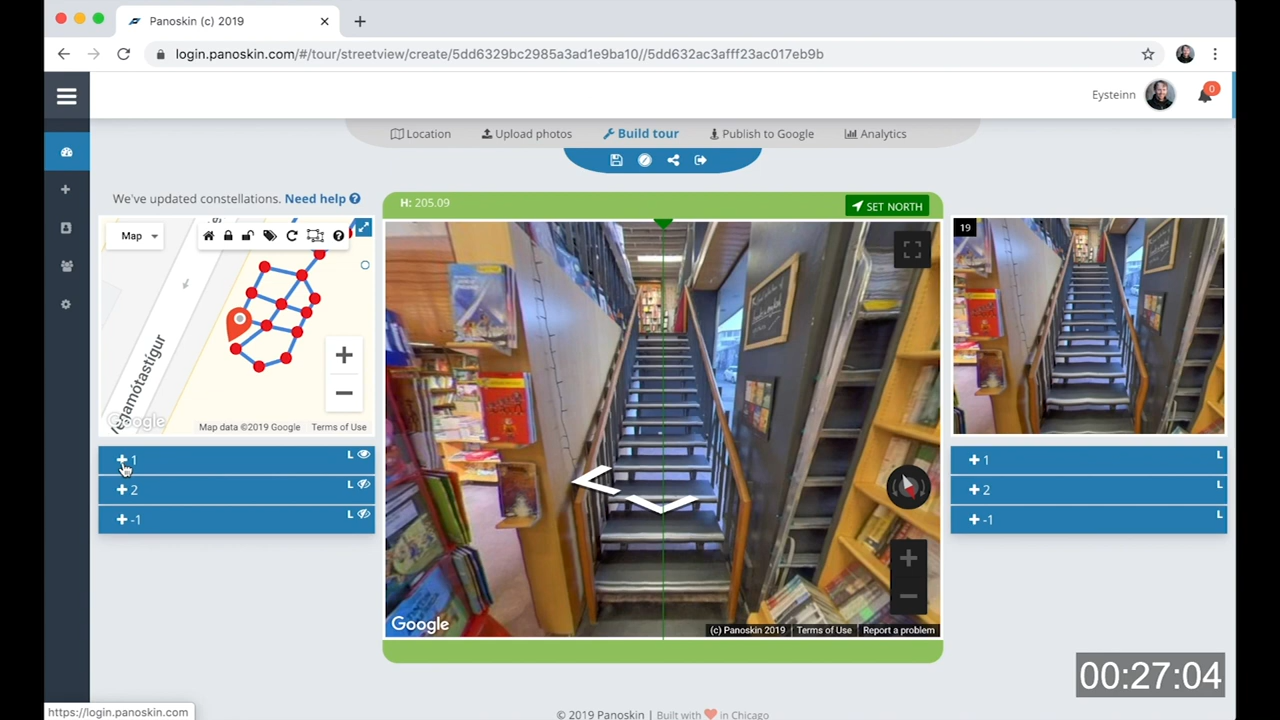 Panoskin (c) 2019
login.panoskin.com/#/tour/streetview/create/5dd6329bc2985a3ad1e9ba10//5dd632ac3afff23ac017eb9b
Eysteinn
0
Location
Upload photos
Build tour
Publish to Google
Analytics
We've updated constellations. Need help
H: 205.09
SET NORTH
Map
19
Google
Map data ©2019 Google
Terms of Use
1
L
2
L
-1
L
1
L
2
L
-1
L
Google
(c) Panoskin 2019
Terms of Use
Report a problem
00:27:04
https://login.panoskin.com
© 2019 Panoskin | Built with ❤ in Chicago